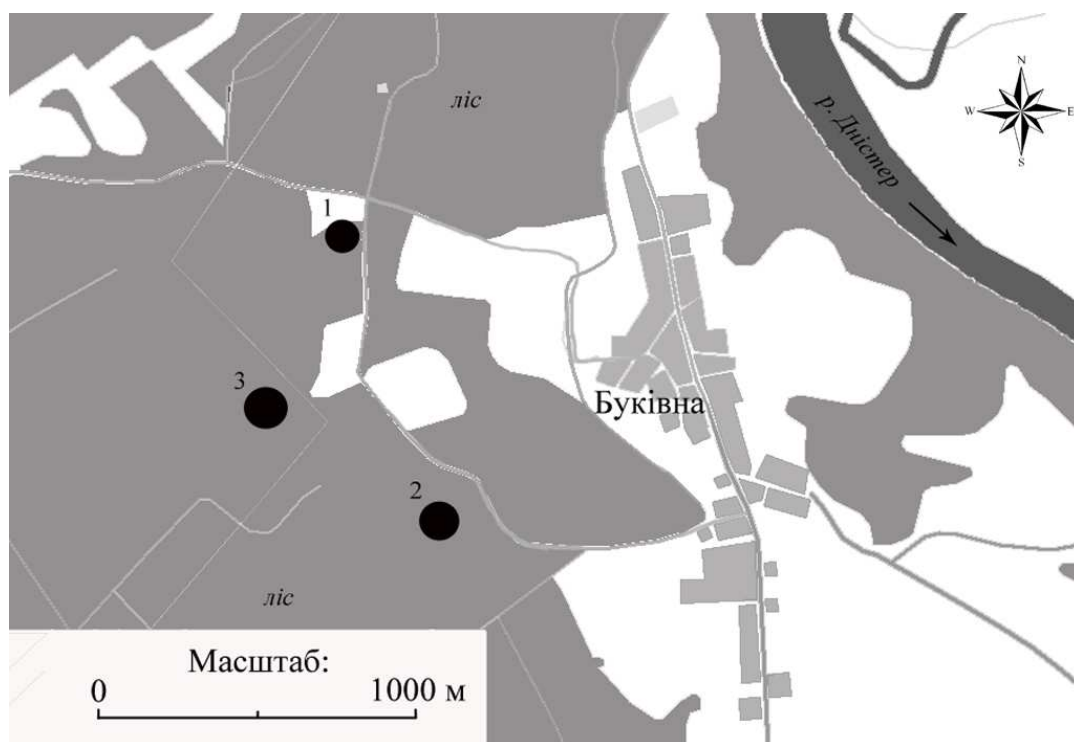 ліс
N
W E
S
р. Дністер
1
3
Буківна
2
ліс
Масштаб:
0 1000 м